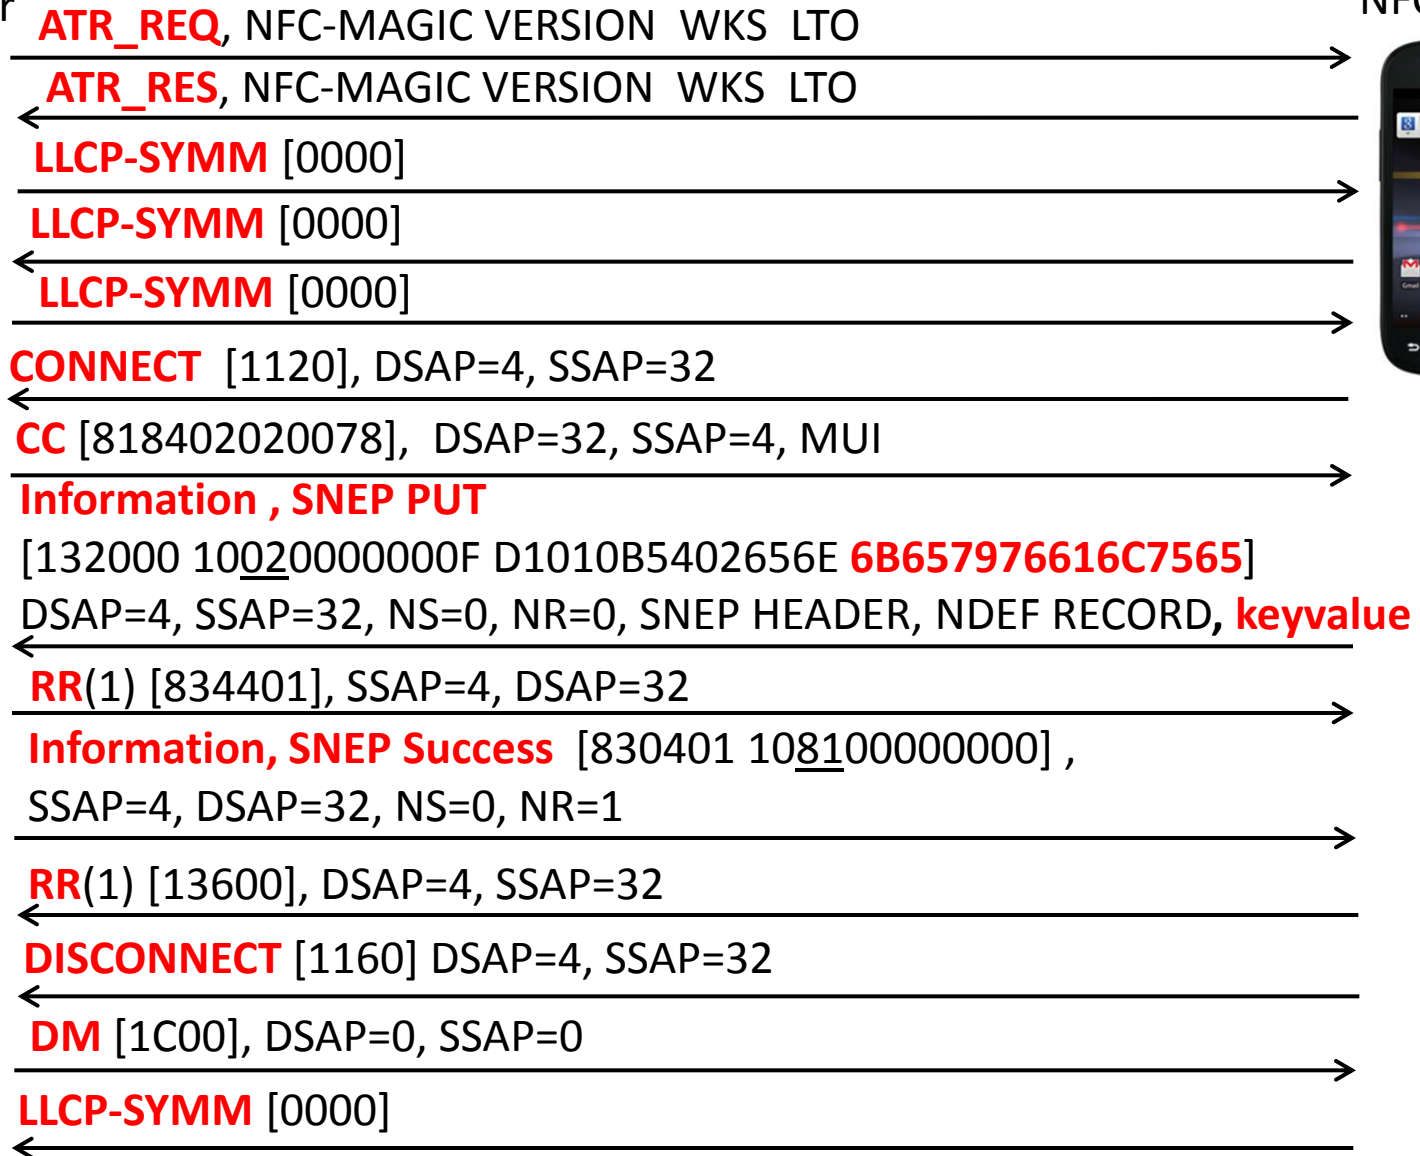 r
NFC
ATR_REQ, NFC-MAGIC VERSION WKS LTO
ATR_RES, NFC-MAGIC VERSION WKS LTO
LLCP-SYMM [0000]
LLCP-SYMM [0000]
LLCP-SYMM [0000]
Gmail
CONNECT [1120], DSAP=4, SSAP=32
CC [818402020078], DSAP=32, SSAP=4, MUI
Information , SNEP PUT
[132000 10020000000F D1010B5402656E 6B657976616C7565]
DSAP=4, SSAP=32, NS=0, NR=0, SNEP HEADER, NDEF RECORD, keyvalue
RR(1) [834401], SSAP=4, DSAP=32
Information, SNEP Success [830401 108100000000] ,
SSAP=4, DSAP=32, NS=0, NR=1
RR(1) [13600], DSAP=4, SSAP=32
DISCONNECT [1160] DSAP=4, SSAP=32
DM [1C00], DSAP=0, SSAP=0
LLCP-SYMM [0000]